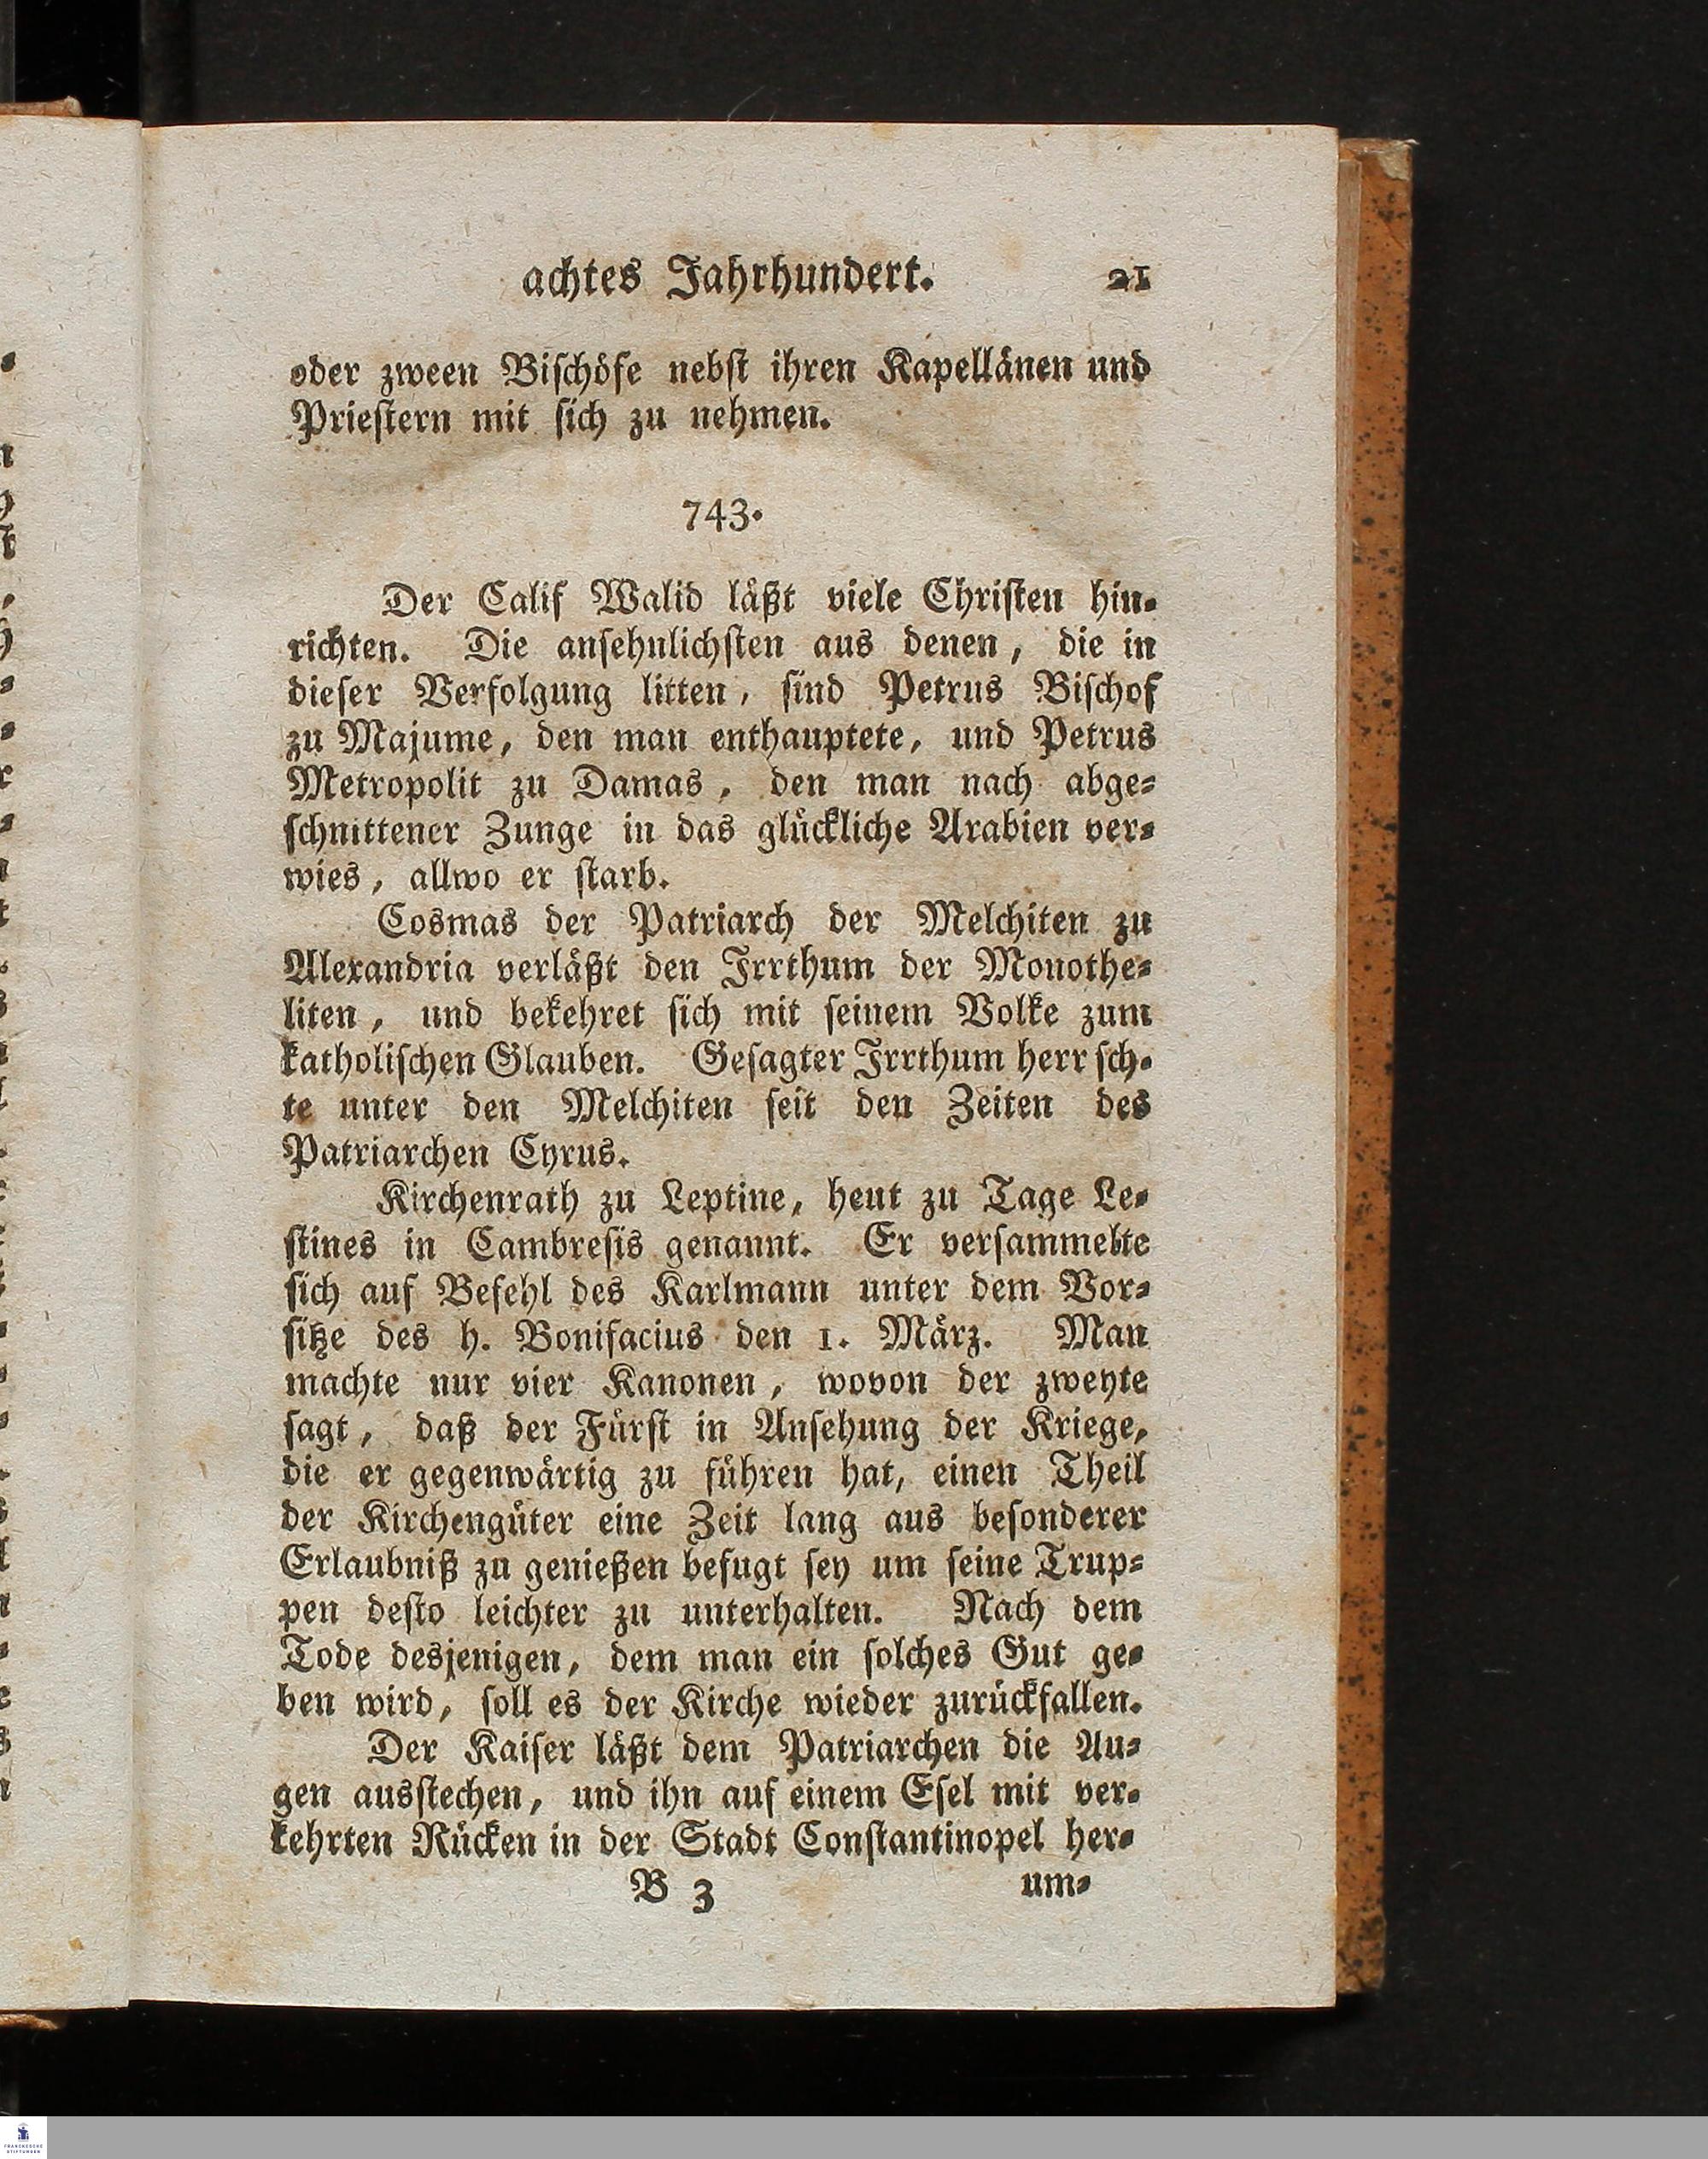 achtes Jahrhundert. 21
oder zween Bischöfe nebst ihren Kapellänen und
Priestern mit sich zu nehmen.
743.
Der Calif Walid läßt viele Christen hin-
richten. Die ansehnlichsten aus denen, die in
dieser Verfolgung litten, sind Petrus Bischof
zu Majume, den man enthauptete, und Petrus
Metropolit zu Damas, den man nach abge-
schnittener Zunge in das glückliche Arabien ver-
wies, allwo er starb.
Cosmas der Patriarch der Melchiten zu
Alexandria verläßt den Irrthum der Monothe-
liten, und bekehret sich mit seinem Volke zum
katholischen Glauben. Gesagter Irrthum herrsch-
te unter den Melchiten seit den Zeiten des
Patriarchen Cyrus.
Kirchenrath zu Leptine, heut zu Tage Le-
stines in Cambresis genannt. Er versammelte
sich auf Befehl des Karlmann unter dem Vor-
sitze des h. Bonifacius den 1. März. Man
machte nur vier Kanonen, wovon der zweyte
sagt, daß der Fürst in Ansehung der Kriege,
die er gegenwärtig zu führen hat, einen Theil
der Kirchengüter eine Zeit lang aus besonderer
Erlaubniß zu genießen befugt sey um seine Trup-
pen desto leichter zu unterhalten. Nach dem
Tode desjenigen, dem man ein solches Gut ge-
ben wird, soll es der Kirche wieder zurückfallen.
Der Kaiser läßt dem Patriarchen die Au-
gen ausstechen, und ihn auf einem Esel mit ver-
kehrten Rücken in der Stadt Constantinopel her-
B 3 um-
FRANCKESCHE
STIFTUNGEN